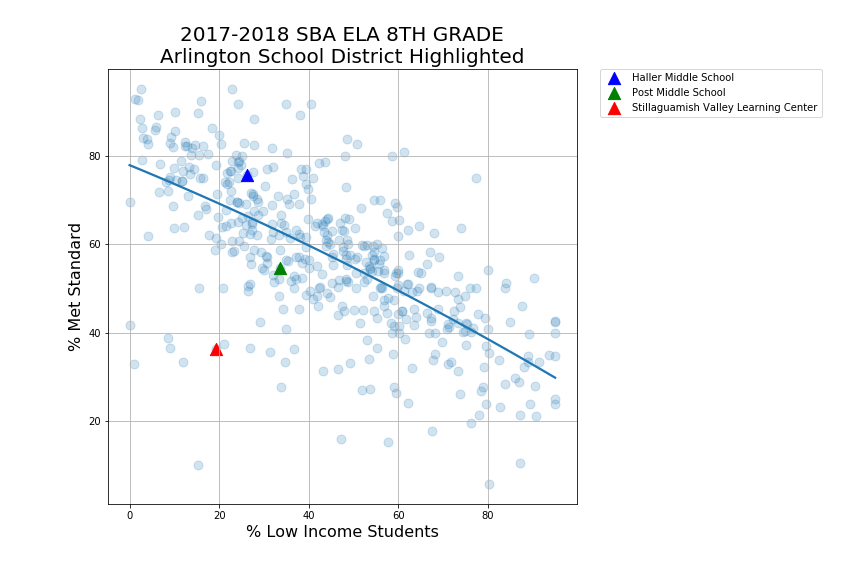 2017-2018 SBA ELA 8TH GRADE
Arlington School District Highlighted
Haller Middle School
Post Middle School
Stillaguamish Valley Learning Center
% Met Standard
80
60
40
20
0 20 40 60 80
% Low Income Students